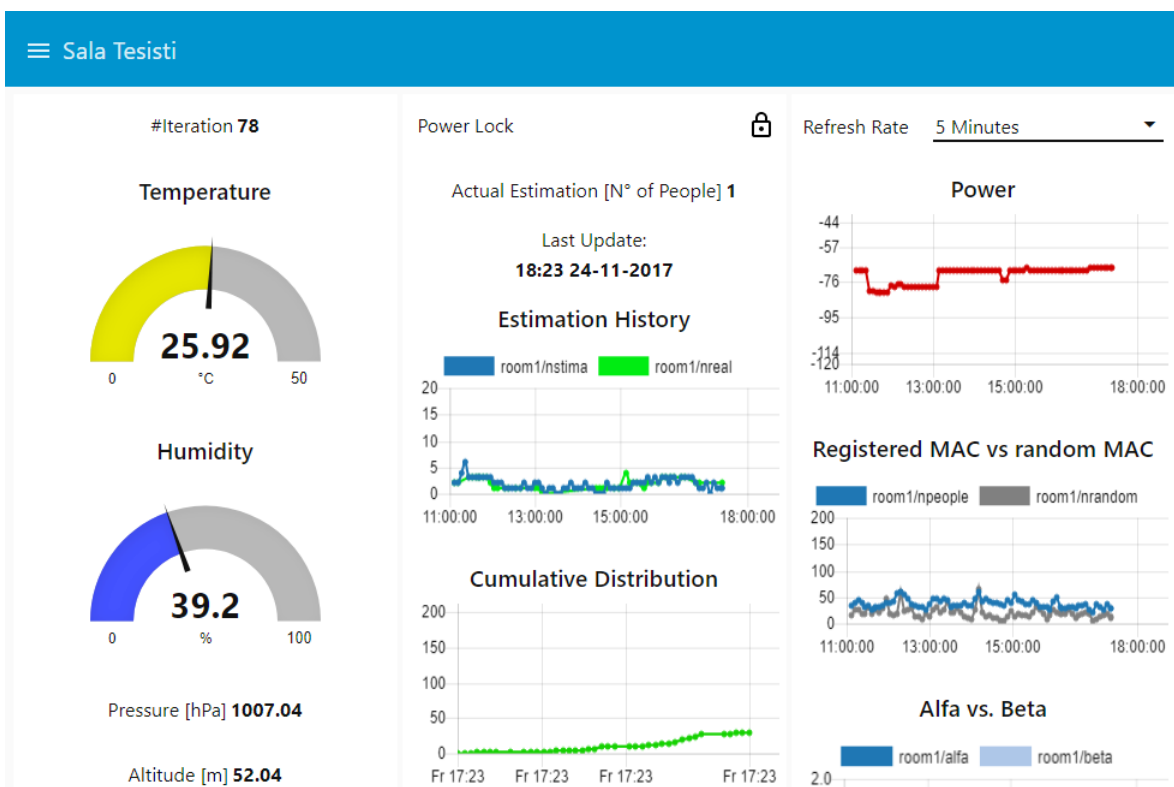 Sala Tesisti
#Iteration 78
Temperature
25.92
0 °C 50
Humidity
39.2
0 % 100
Pressure [hPa] 1007.04
Altitude [m] 52.04
Power Lock
Actual Estimation [N° of People] 1
Last Update:
18:23 24-11-2017
Estimation History
room1/nstima room1/nreal
20
15
10
5
0
11:00:00 13:00:00 15:00:00 18:00:00
Cumulative Distribution
200
150
100
50
0
Fr 17:23 Fr 17:23 Fr 17:23 Fr 17:23
Refresh Rate 5 Minutes
Power
-44
-57
-76
-95
-114
-120
11:00:00 13:00:00 15:00:00 18:00:00
Registered MAC vs random MAC
room1/npeople room1/nrandom
200
150
100
50
0
11:00:00 13:00:00 15:00:00 18:00:00
Alfa vs. Beta
room1/alfa room1/beta
2.0